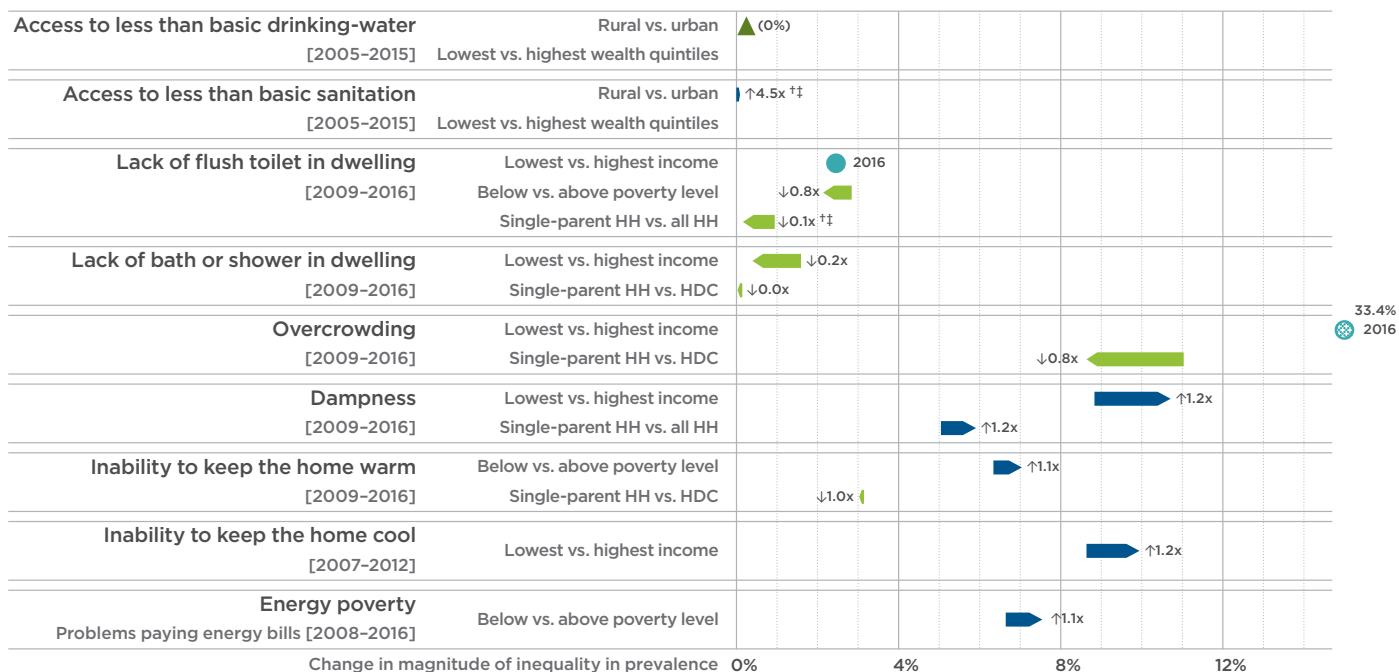 Access to less than basic drinking-water Rural vs. urban (0%)
[2005–2015] Lowest vs. highest wealth quintiles
Access to less than basic sanitation Rural vs. urban ↑4.5x †‡
[2005–2015] Lowest vs. highest wealth quintiles
Lack of flush toilet in dwelling Lowest vs. highest income 2016
[2009–2016] Below vs. above poverty level ↓0.8x
Single-parent HH vs. all HH ↓0.1x †‡
Lack of bath or shower in dwelling Lowest vs. highest income ↓0.2x
[2009–2016] Single-parent HH vs. HDC ↓0.0x
33.4%
Overcrowding Lowest vs. highest income 2016
[2009–2016] Single-parent HH vs. HDC ↓0.8x
Dampness Lowest vs. highest income ↑1.2x
[2009–2016] Single-parent HH vs. all HH ↑1.2x
Inability to keep the home warm Below vs. above poverty level ↑1.1x
[2009–2016] Single-parent HH vs. HDC ↓1.0x
Inability to keep the home cool
Lowest vs. highest income ↑1.2x
[2007–2012]
Energy poverty
Below vs. above poverty level ↑1.1x
Problems paying energy bills [2008–2016]
Change in magnitude of inequality in prevalence 0% 4% 8% 12%